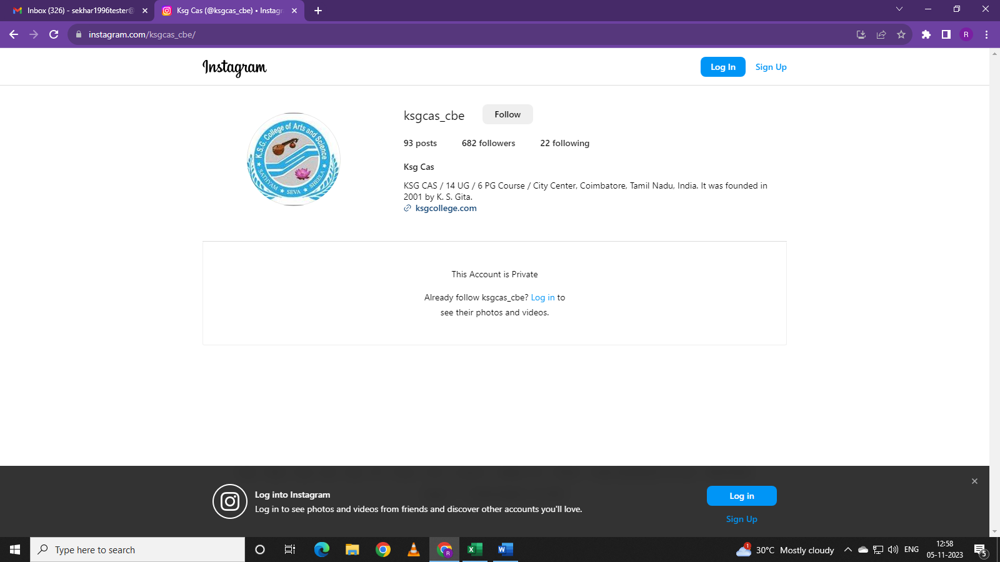 Inbox (326) - sekhar1996tester@
Ksg Cas (@ksgcas_cbe) • Instagr
instagram.com/ksgcas_cbe/
R
Instagram
Log In
Sign Up
K.S.G. College of Arts and Science
SATHYAM ★ SEVA ★ SHEELA
ksgcas_cbe
Follow
93 posts 682 followers 22 following
Ksg Cas
KSG CAS / 14 UG / 6 PG Course / City Center, Coimbatore, Tamil Nadu, India. It was founded in
2001 by K. S. Gita.
ksgcollege.com
This Account is Private
Already follow ksgcas_cbe? Log in to
see their photos and videos.
Log into Instagram
Log in to see photos and videos from friends and discover other accounts you'll love.
Log in
Sign Up
Type here to search
R
X
W
1
30°C Mostly cloudy
ENG
12:58
05-11-2023
5